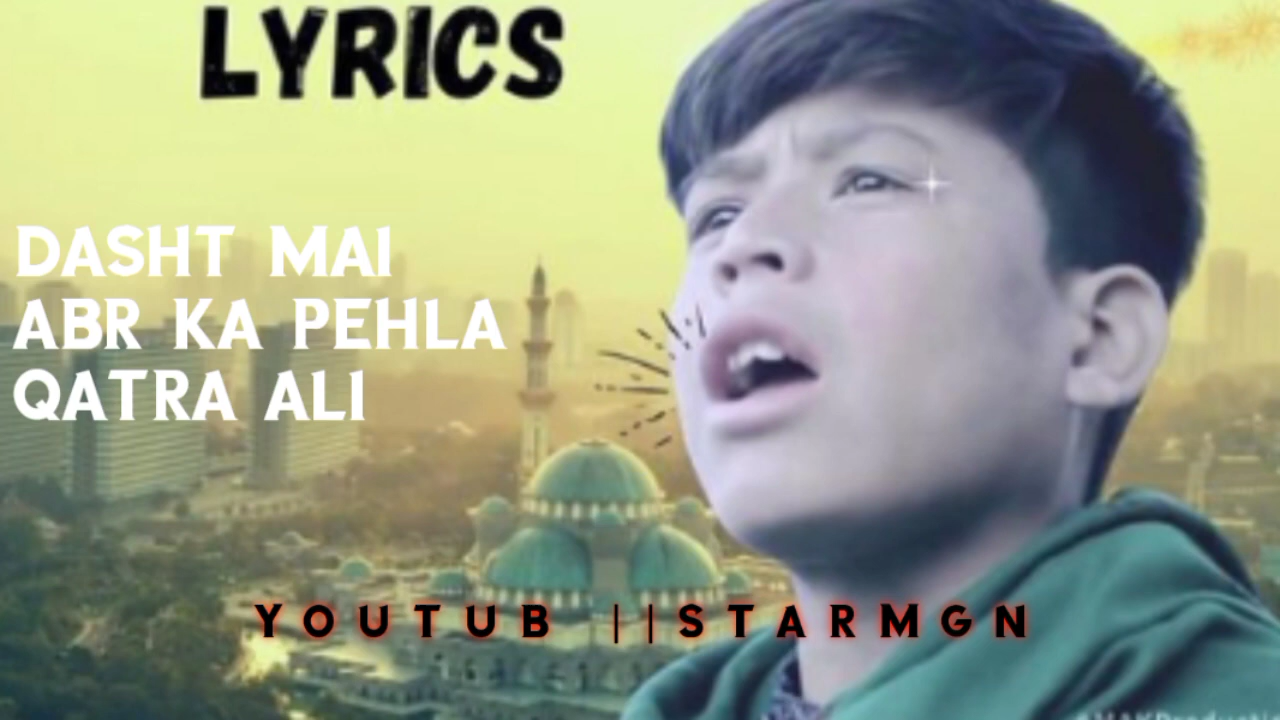 LYRICS
DASHT MAI
ABR KA PEHLA
QATRA ALI
YOUTUB ||STARMGN